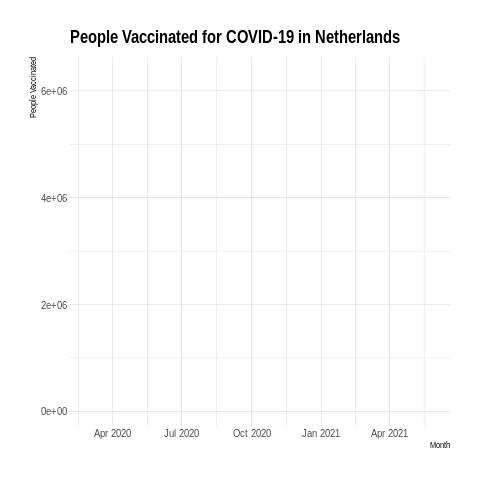 People Vaccinated for COVID-19 in Netherlands
People Vaccinated
6e+06
4e+06
2e+06
0e+00
Apr 2020 Jul 2020 Oct 2020 Jan 2021 Apr 2021
Month